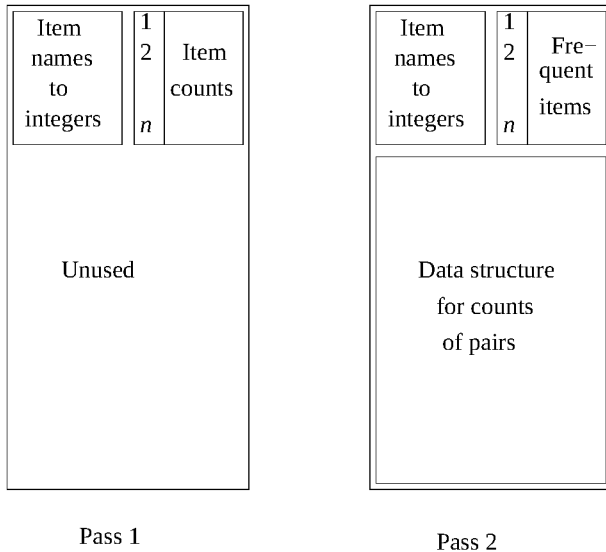 Item
names
to
integers
1
2
n
Item
counts
Unused
Pass 1
Item
names
to
integers
1
2
n
Fre−
quent
items
Data structure
for counts
of pairs
Pass 2